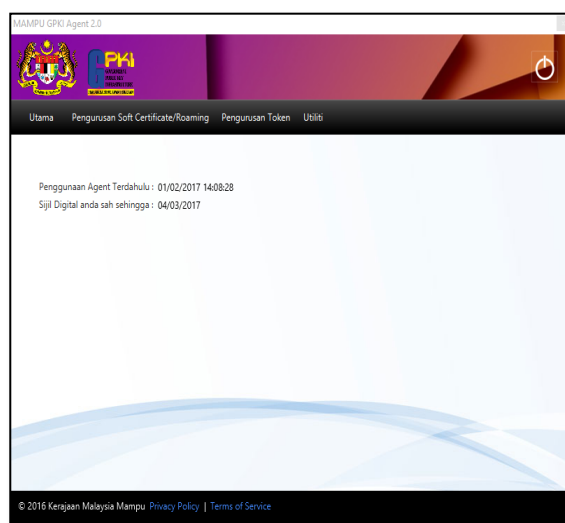 MAMPU GPKI Agent 2.0
GPKI
Utama Pengurusan Soft Certificate/Roaming Pengurusan Token Utiliti
Penggunaan Agent Terdahulu : 01/02/2017 14:08:28
Sijil Digital anda sah sehingga : 04/03/2017
© 2016 Kerajaan Malaysia Mampu Privacy Policy | Terms of Service